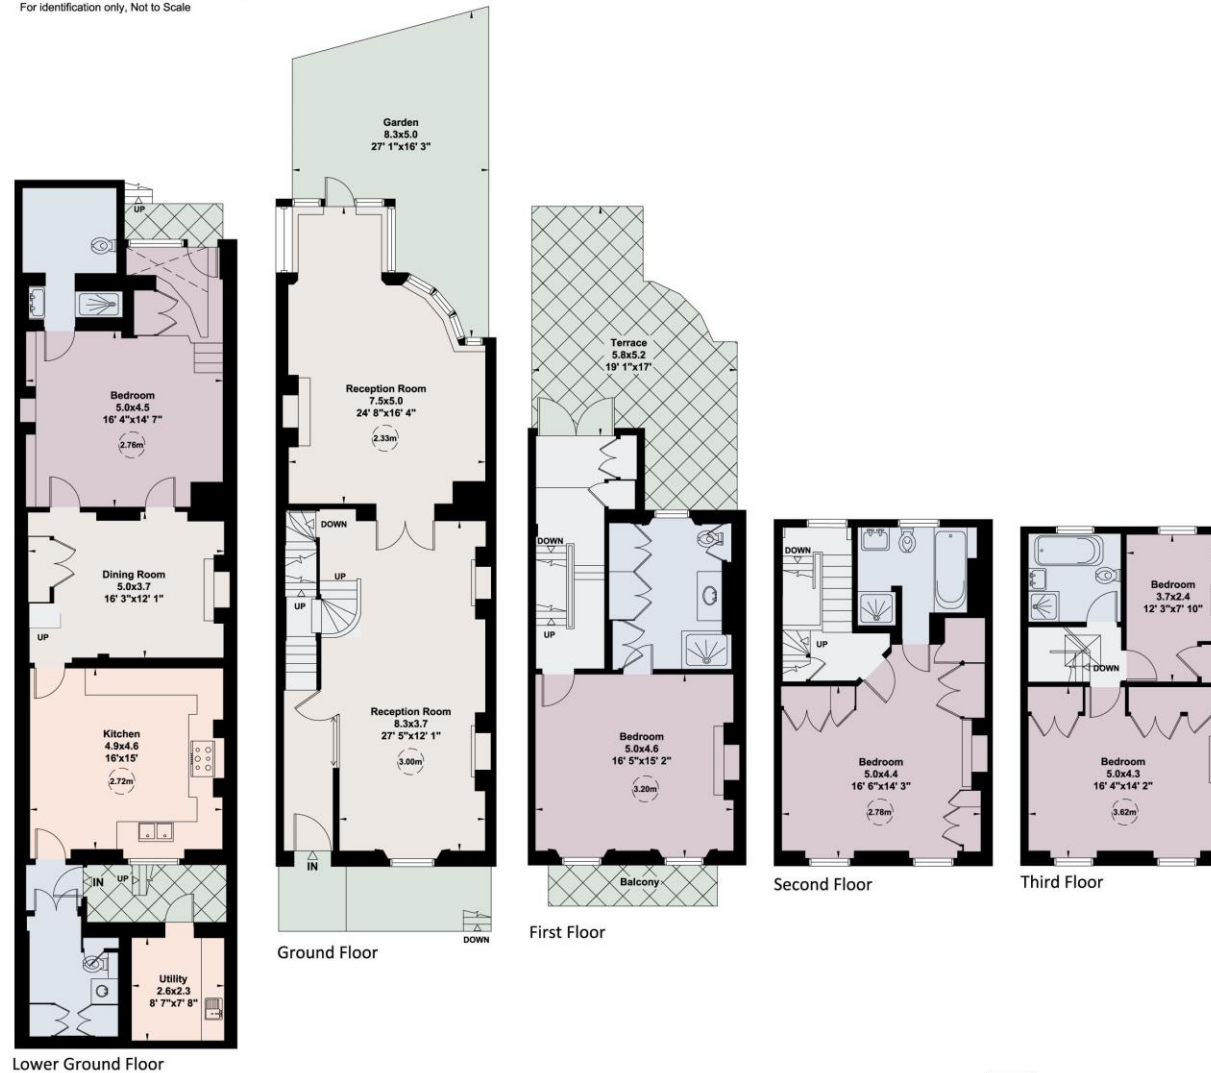 For identification only, Not to Scale
UP
Bedroom
5.0x4.5
16' 4"x14' 7"
2.76m
Dining Room
5.0x3.7
16' 3"x12' 1"
UP
Kitchen
4.9x4.6
16'x15'
2.72m
IN
UP
Utility
2.6x2.3
8' 7"x7' 8"
Lower Ground Floor
Garden
8.3x5.0
27' 1"x16' 3"
Reception Room
7.5x5.0
24' 8"x16' 4"
2.33m
DOWN
UP
UP
Reception Room
8.3x3.7
27' 5"x12' 1"
3.00m
IN
DOWN
Ground Floor
Terrace
5.8x5.2
19' 1"x17'
DOWN
UP
Bedroom
5.0x4.6
16' 5"x15' 2"
3.20m
Balcony
First Floor
DOWN
UP
Bedroom
5.0x4.4
16' 6"x14' 3"
2.78m
Second Floor
Bedroom
3.7x2.4
12' 3"x7' 10"
DOWN
Bedroom
5.0x4.3
16' 4"x14' 2"
3.62m
Third Floor